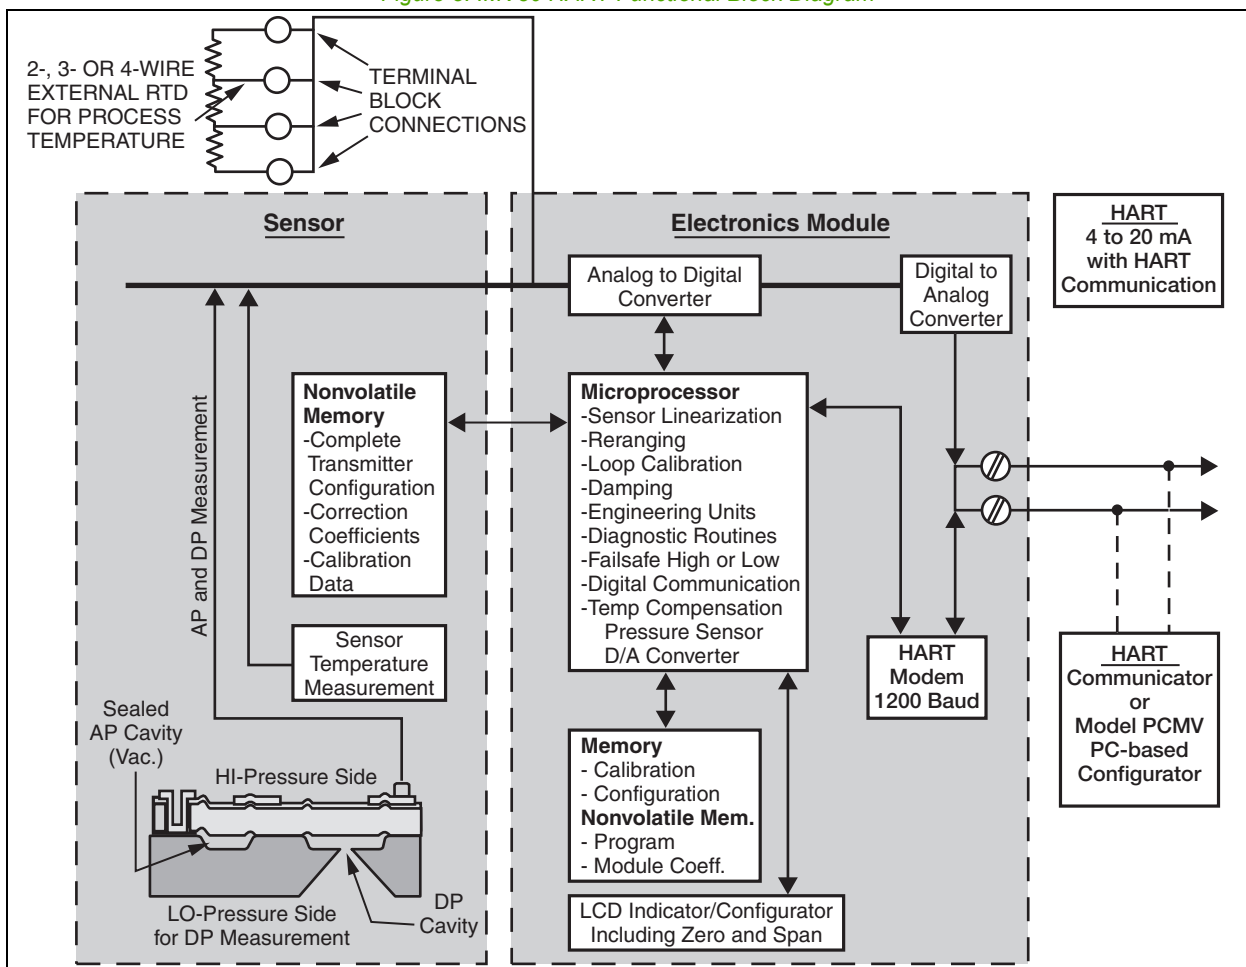 2-, 3- OR 4-WIRE
EXTERNAL RTD
FOR PROCESS
TEMPERATURE
TERMINAL
BLOCK
CONNECTIONS
Sensor
Electronics Module
HART
4 to 20 mA
with HART
Communication
Analog to Digital
Converter
Digital to
Analog
Converter
AP and DP Measurement
Nonvolatile
Memory
-Complete
Transmitter
Configuration
-Correction
Coefficients
-Calibration
Data
Microprocessor
-Sensor Linearization
-Reranging
-Loop Calibration
-Damping
-Engineering Units
-Diagnostic Routines
-Failsafe High or Low
-Digital Communication
-Temp Compensation
Pressure Sensor
D/A Converter
Sensor
Temperature
Measurement
HART
Modem
1200 Baud
HART
Communicator
or
Model PCMV
PC-based
Configurator
Sealed
AP Cavity
(Vac.)
HI-Pressure Side
Memory
- Calibration
- Configuration
Nonvolatile Mem.
- Program
- Module Coeff.
LO-Pressure Side
for DP Measurement
DP
Cavity
LCD Indicator/Configurator
Including Zero and Span